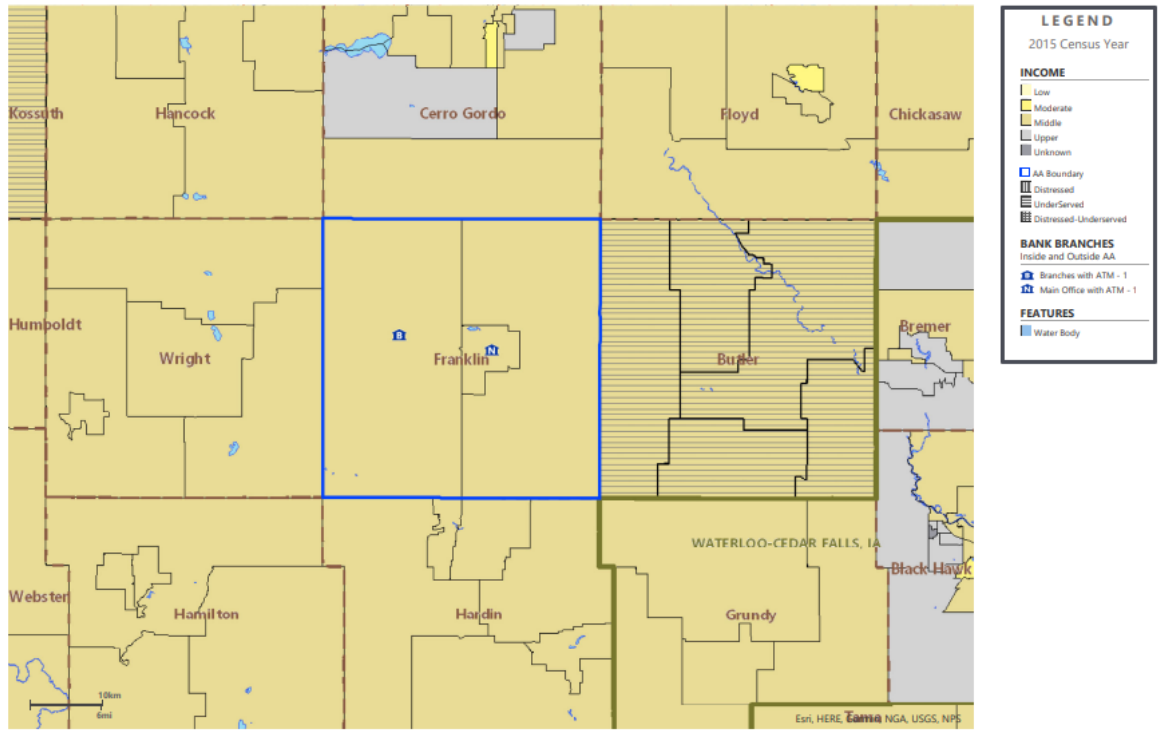 LEGEND
2015 Census Year
INCOME
Low
Moderate
Middle
Upper
Unknown
AA Boundary
Distressed
UnderServed
Distressed-Underserved
BANK BRANCHES
Inside and Outside AA
B Branches with ATM - 1
N Main Office with ATM - 1
FEATURES
Water Body
Kossuth
Hancock
Cerro Gordo
Floyd
Chickasaw
Humboldt
Wright
B
Franklin
N
Butler
Bremer
WATERLOO-CEDAR FALLS, IA
Webster
Hamilton
Hardin
Grundy
Black Hawk
10km
6mi
Tama
Esri, HERE, Garmin, NGA, USGS, NPS